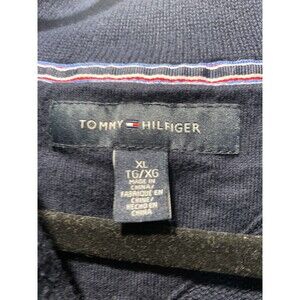 TOMMY HILFIGER
XL
TG/XG
MADE IN
CHINA/
FABRIQUÉ EN
CHINE/
HECHO EN
CHINA